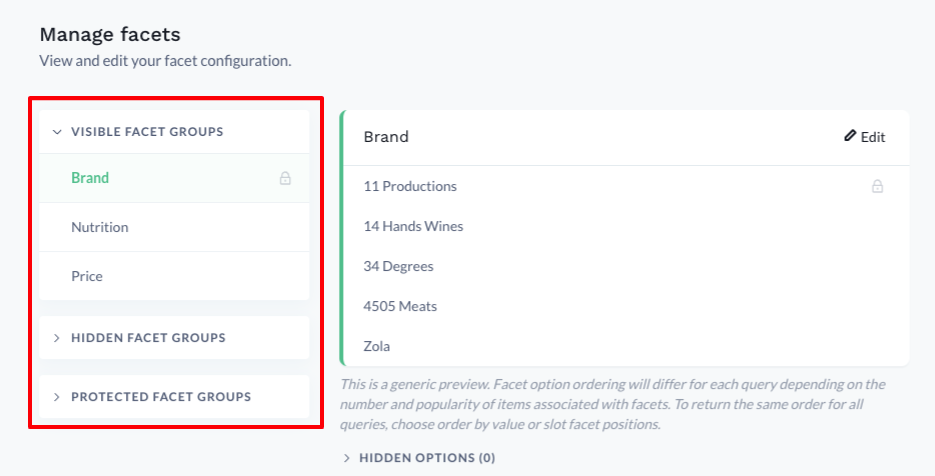 Manage facets
View and edit your facet configuration.
VISIBLE FACET GROUPS
Brand
Nutrition
Price
HIDDEN FACET GROUPS
PROTECTED FACET GROUPS
Brand
Edit
11 Productions
14 Hands Wines
34 Degrees
4505 Meats
Zola
This is a generic preview. Facet option ordering will differ for each query depending on the
number and popularity of items associated with facets. To return the same order for all
queries, choose order by value or slot facet positions.
HIDDEN OPTIONS (0)